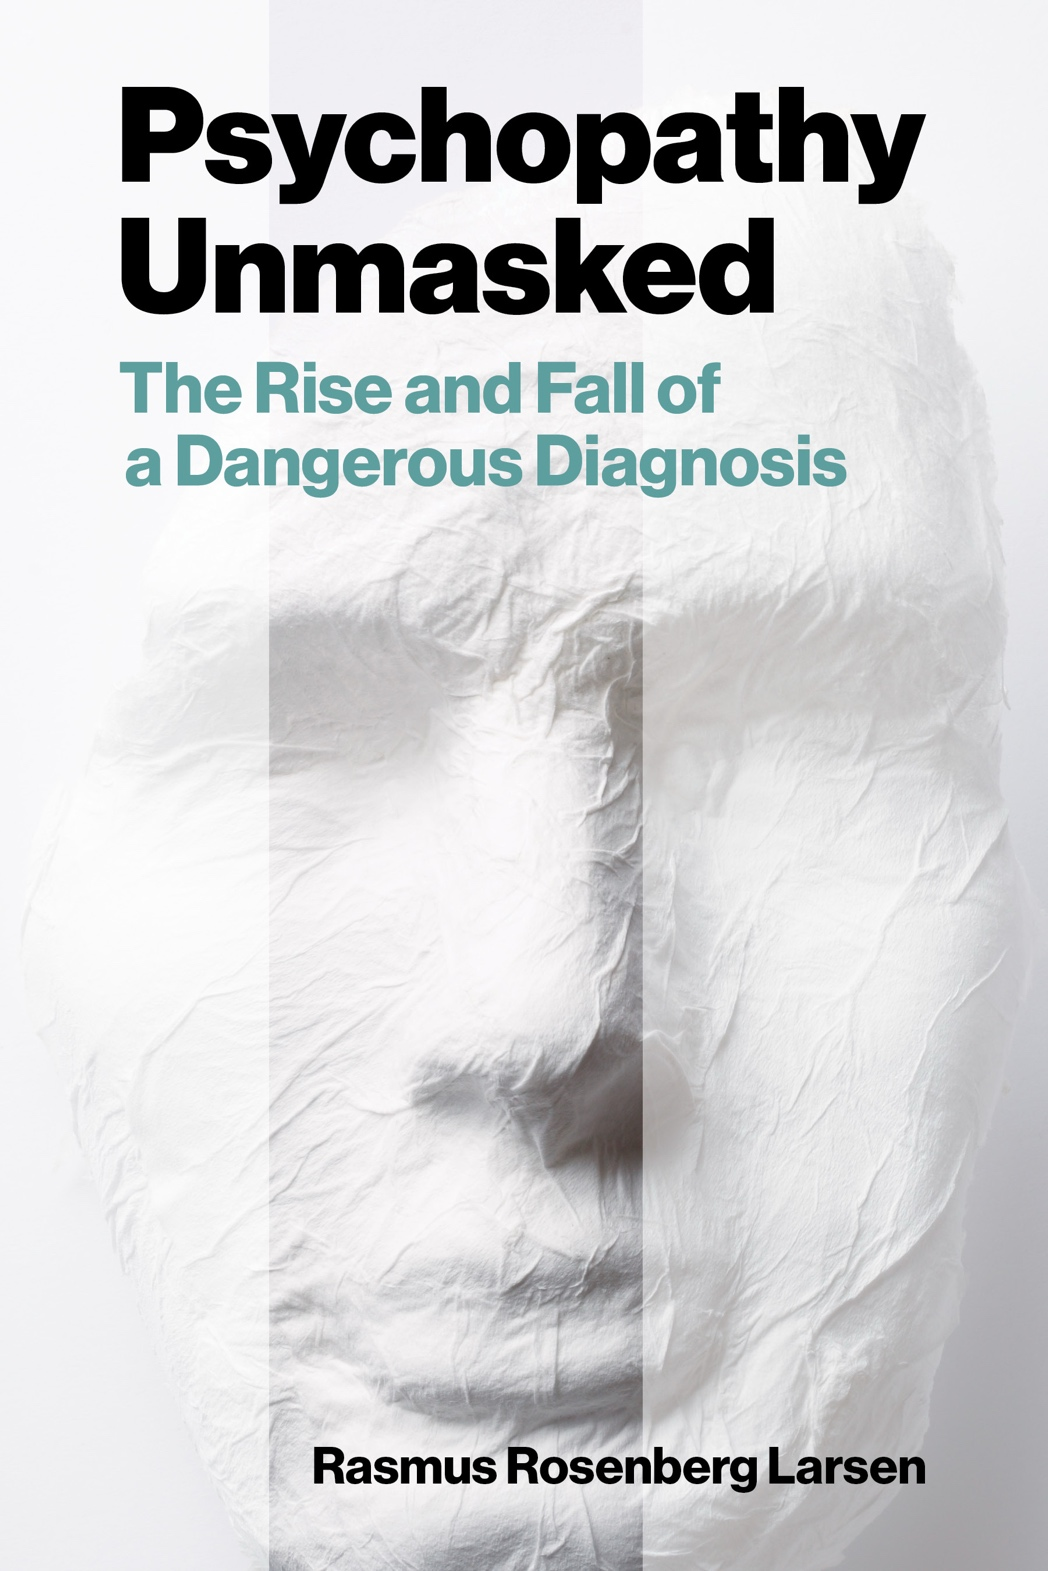 Psychopathy
Unmasked
The Rise and Fall of
a Dangerous Diagnosis
Rasmus Rosenberg Larsen